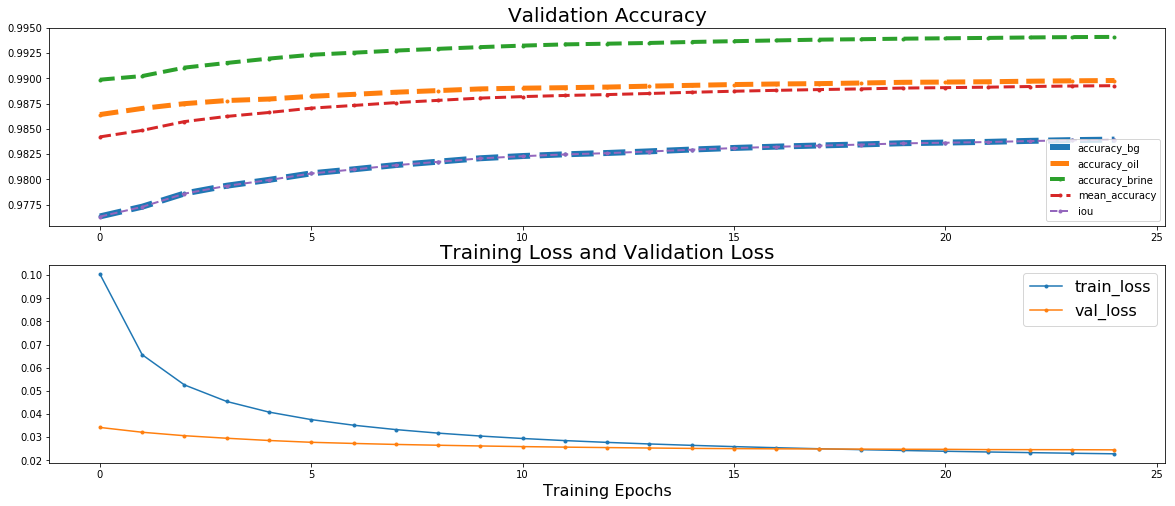 Validation Accuracy
0.9950
0.9925
0.9900
0.9875
0.9850
0.9825
0.9800
0.9775
accuracy_bg
accuracy_oil
accuracy_brine
mean_accuracy
iou
0 5 10 15 20 25
Training Loss and Validation Loss
0.10
0.09
0.08
0.07
0.06
0.05
0.04
0.03
0.02
train_loss
val_loss
0 5 10 15 20 25
Training Epochs